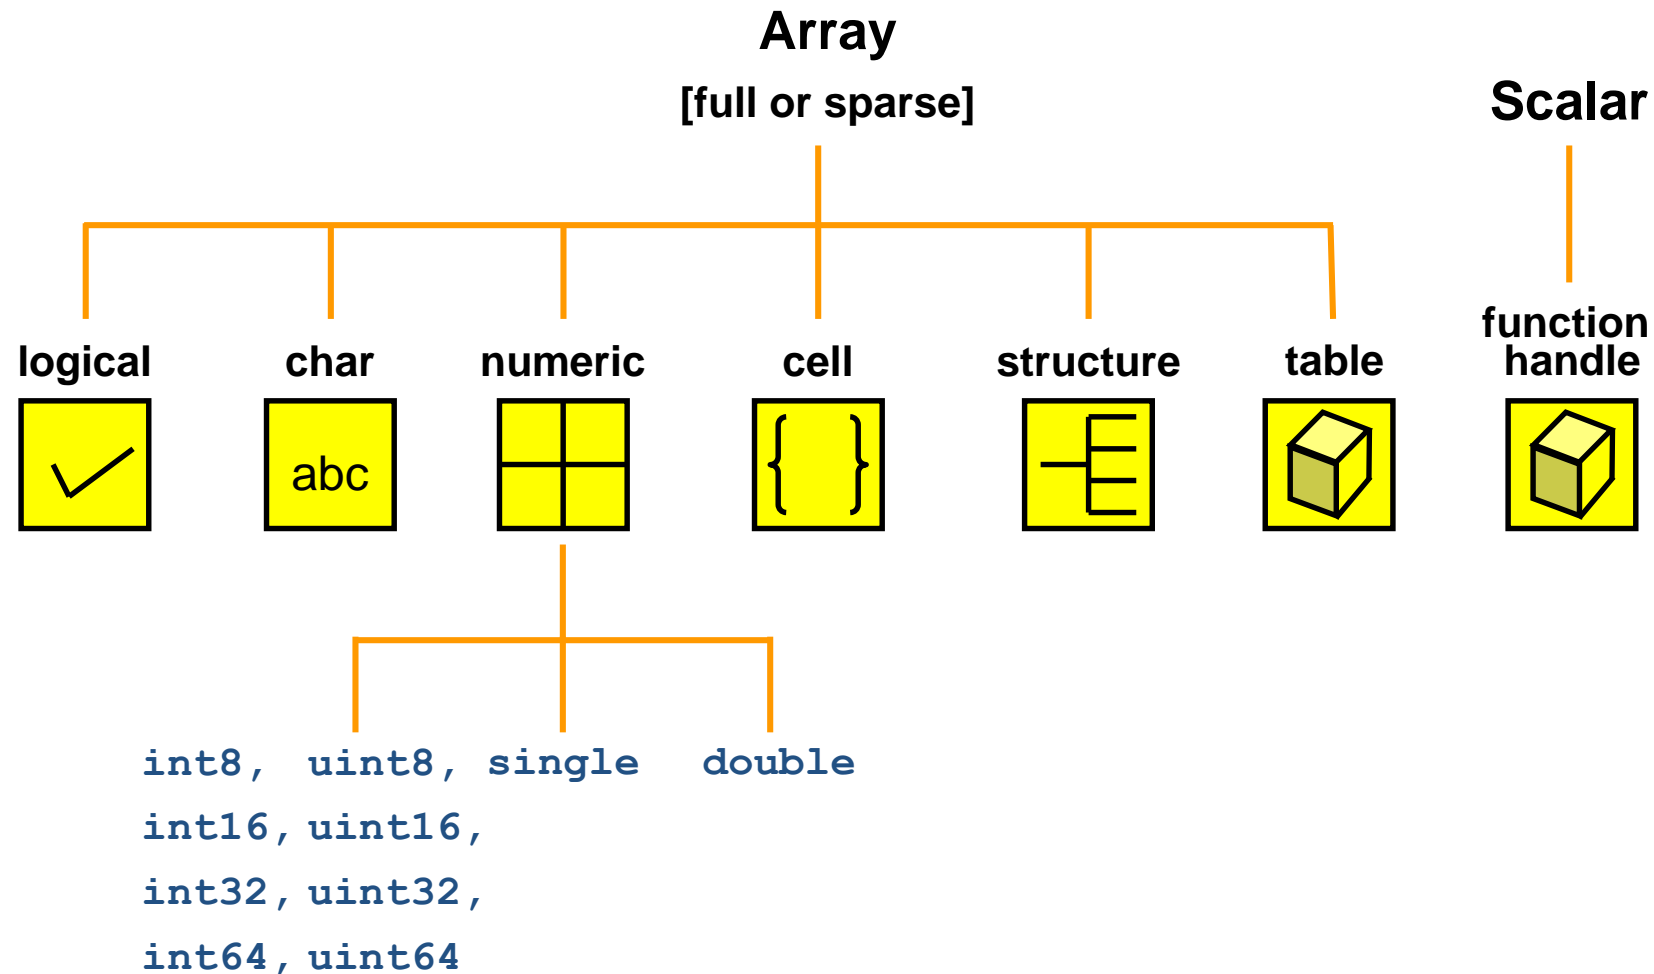 Array
[full or sparse]
Scalar
logical
char
numeric
cell
structure
table
function
handle
abc
{ }
int8, uint8, single double
int16, uint16,
int32, uint32,
int64, uint64